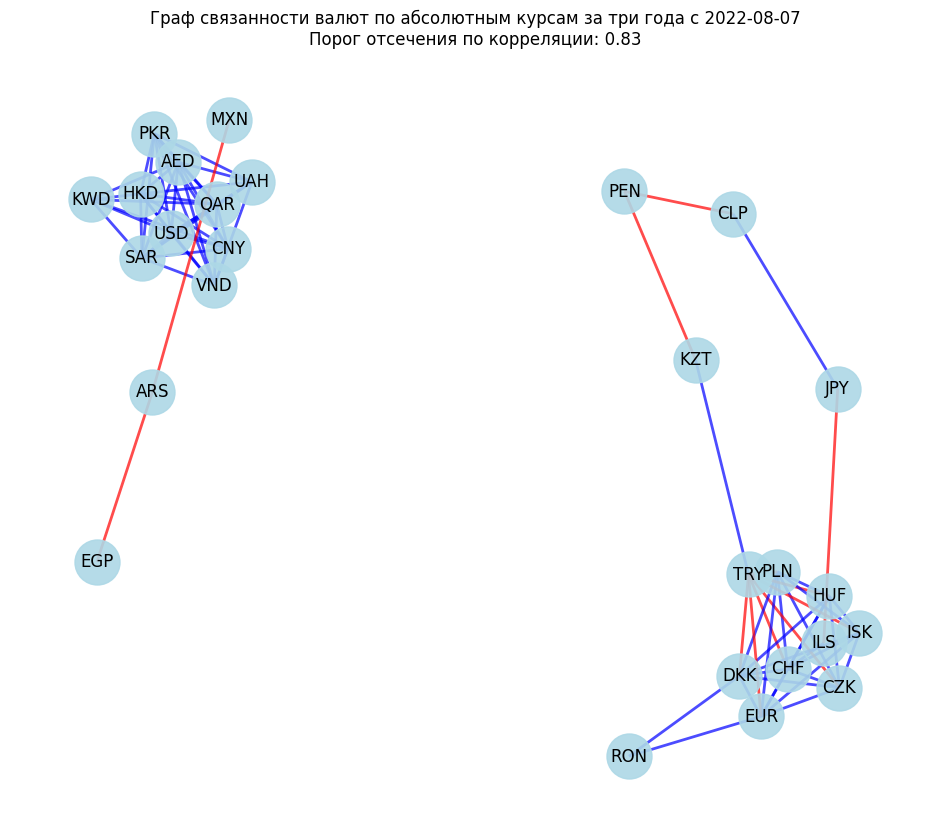 Граф связанности валют по абсолютным курсам за три года с 2022-08-07
Порог отсечения по корреляции: 0.83
MXN
PKR
AED
UAH
HKD
KWD
QAR
USD
CNY
SAR
VND
ARS
EGP
PEN
CLP
KZT
JPY
TRY
PLN
HUF
ISK
ILS
CHF
DKK
CZK
EUR
RON